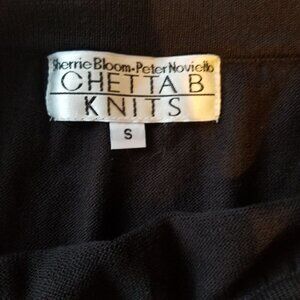 Sherrie Bloom-Peter Noviello
CHETTA B
KNITS
S